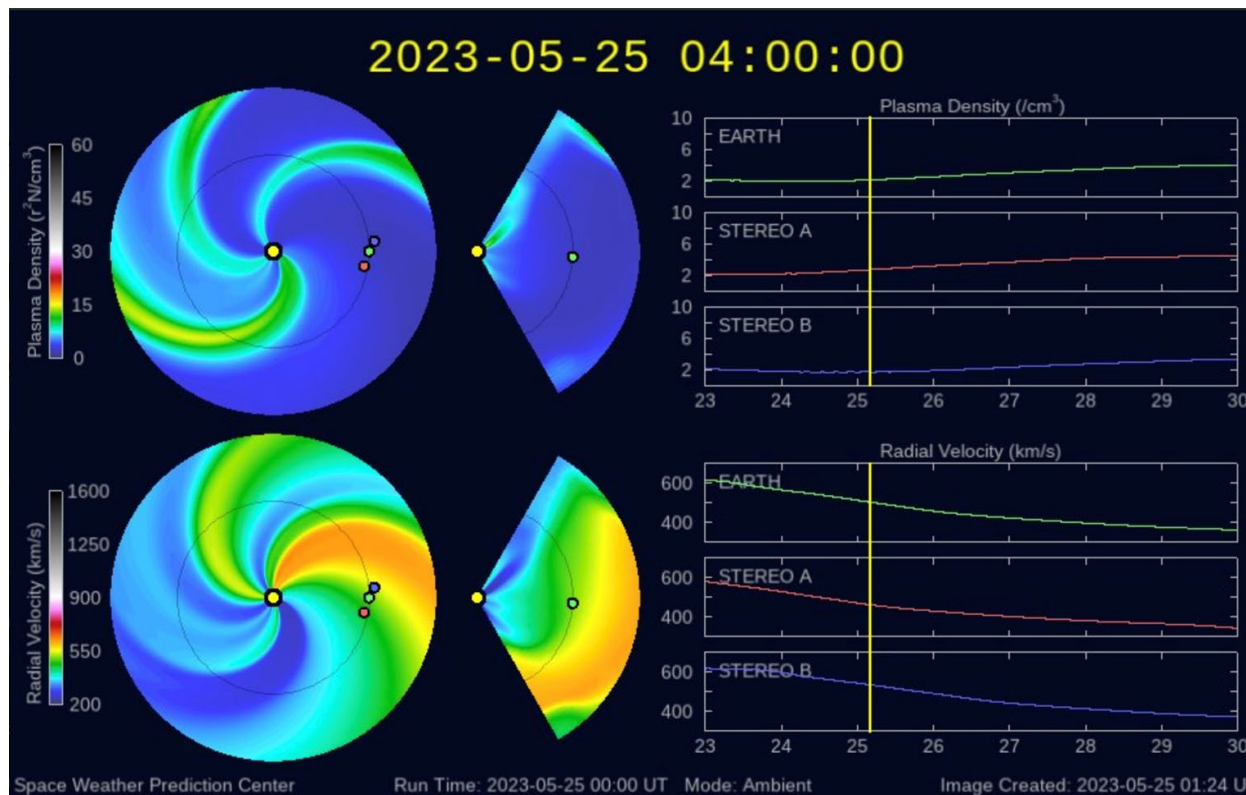 2023-05-25 04:00:00
Plasma Density (r²N/cm³)
60
45
30
15
0
Plasma Density (/cm³)
10
6
2
EARTH
10
6
2
STEREO A
10
6
2
STEREO B
23 24 25 26 27 28 29 30
Radial Velocity (km/s)
1600
1250
900
550
200
Radial Velocity (km/s)
600
400
EARTH
600
400
STEREO A
600
400
STEREO B
23 24 25 26 27 28 29 30
Space Weather Prediction Center Run Time: 2023-05-25 00:00 UT Mode: Ambient Image Created: 2023-05-25 01:24 U